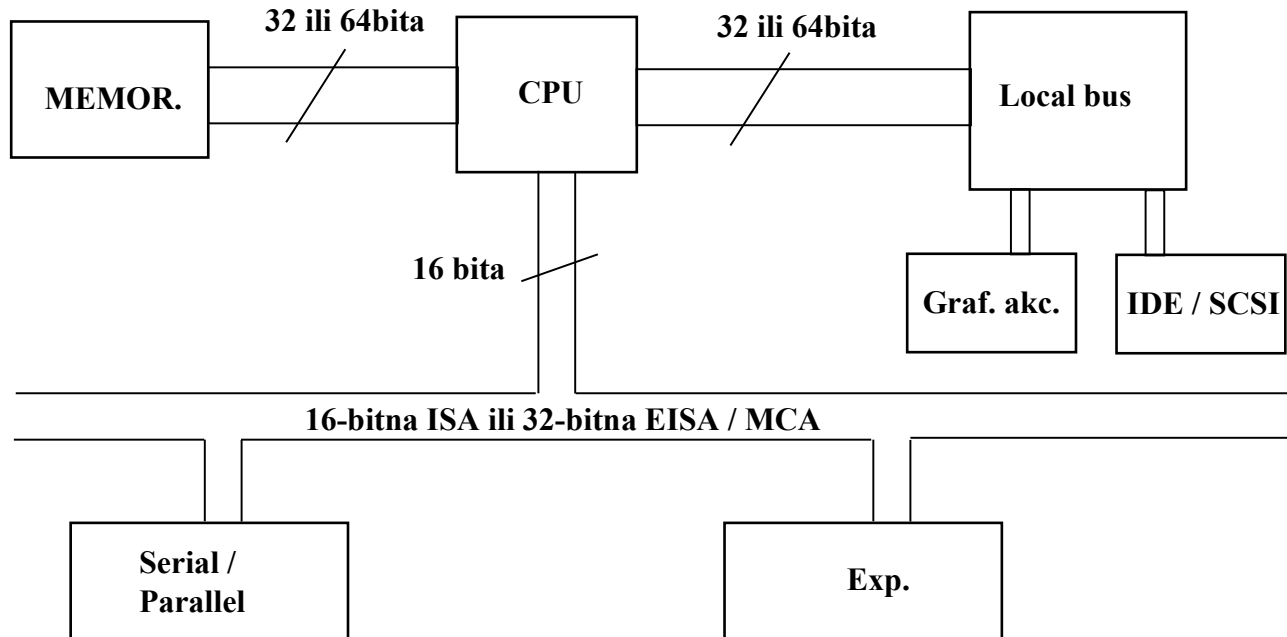 32 ili 64bita
32 ili 64bita
MEMOR.
CPU
Local bus
16 bita
Graf. akc.
IDE / SCSI
16-bitna ISA ili 32-bitna EISA / MCA
Serial /
Parallel
Exp.